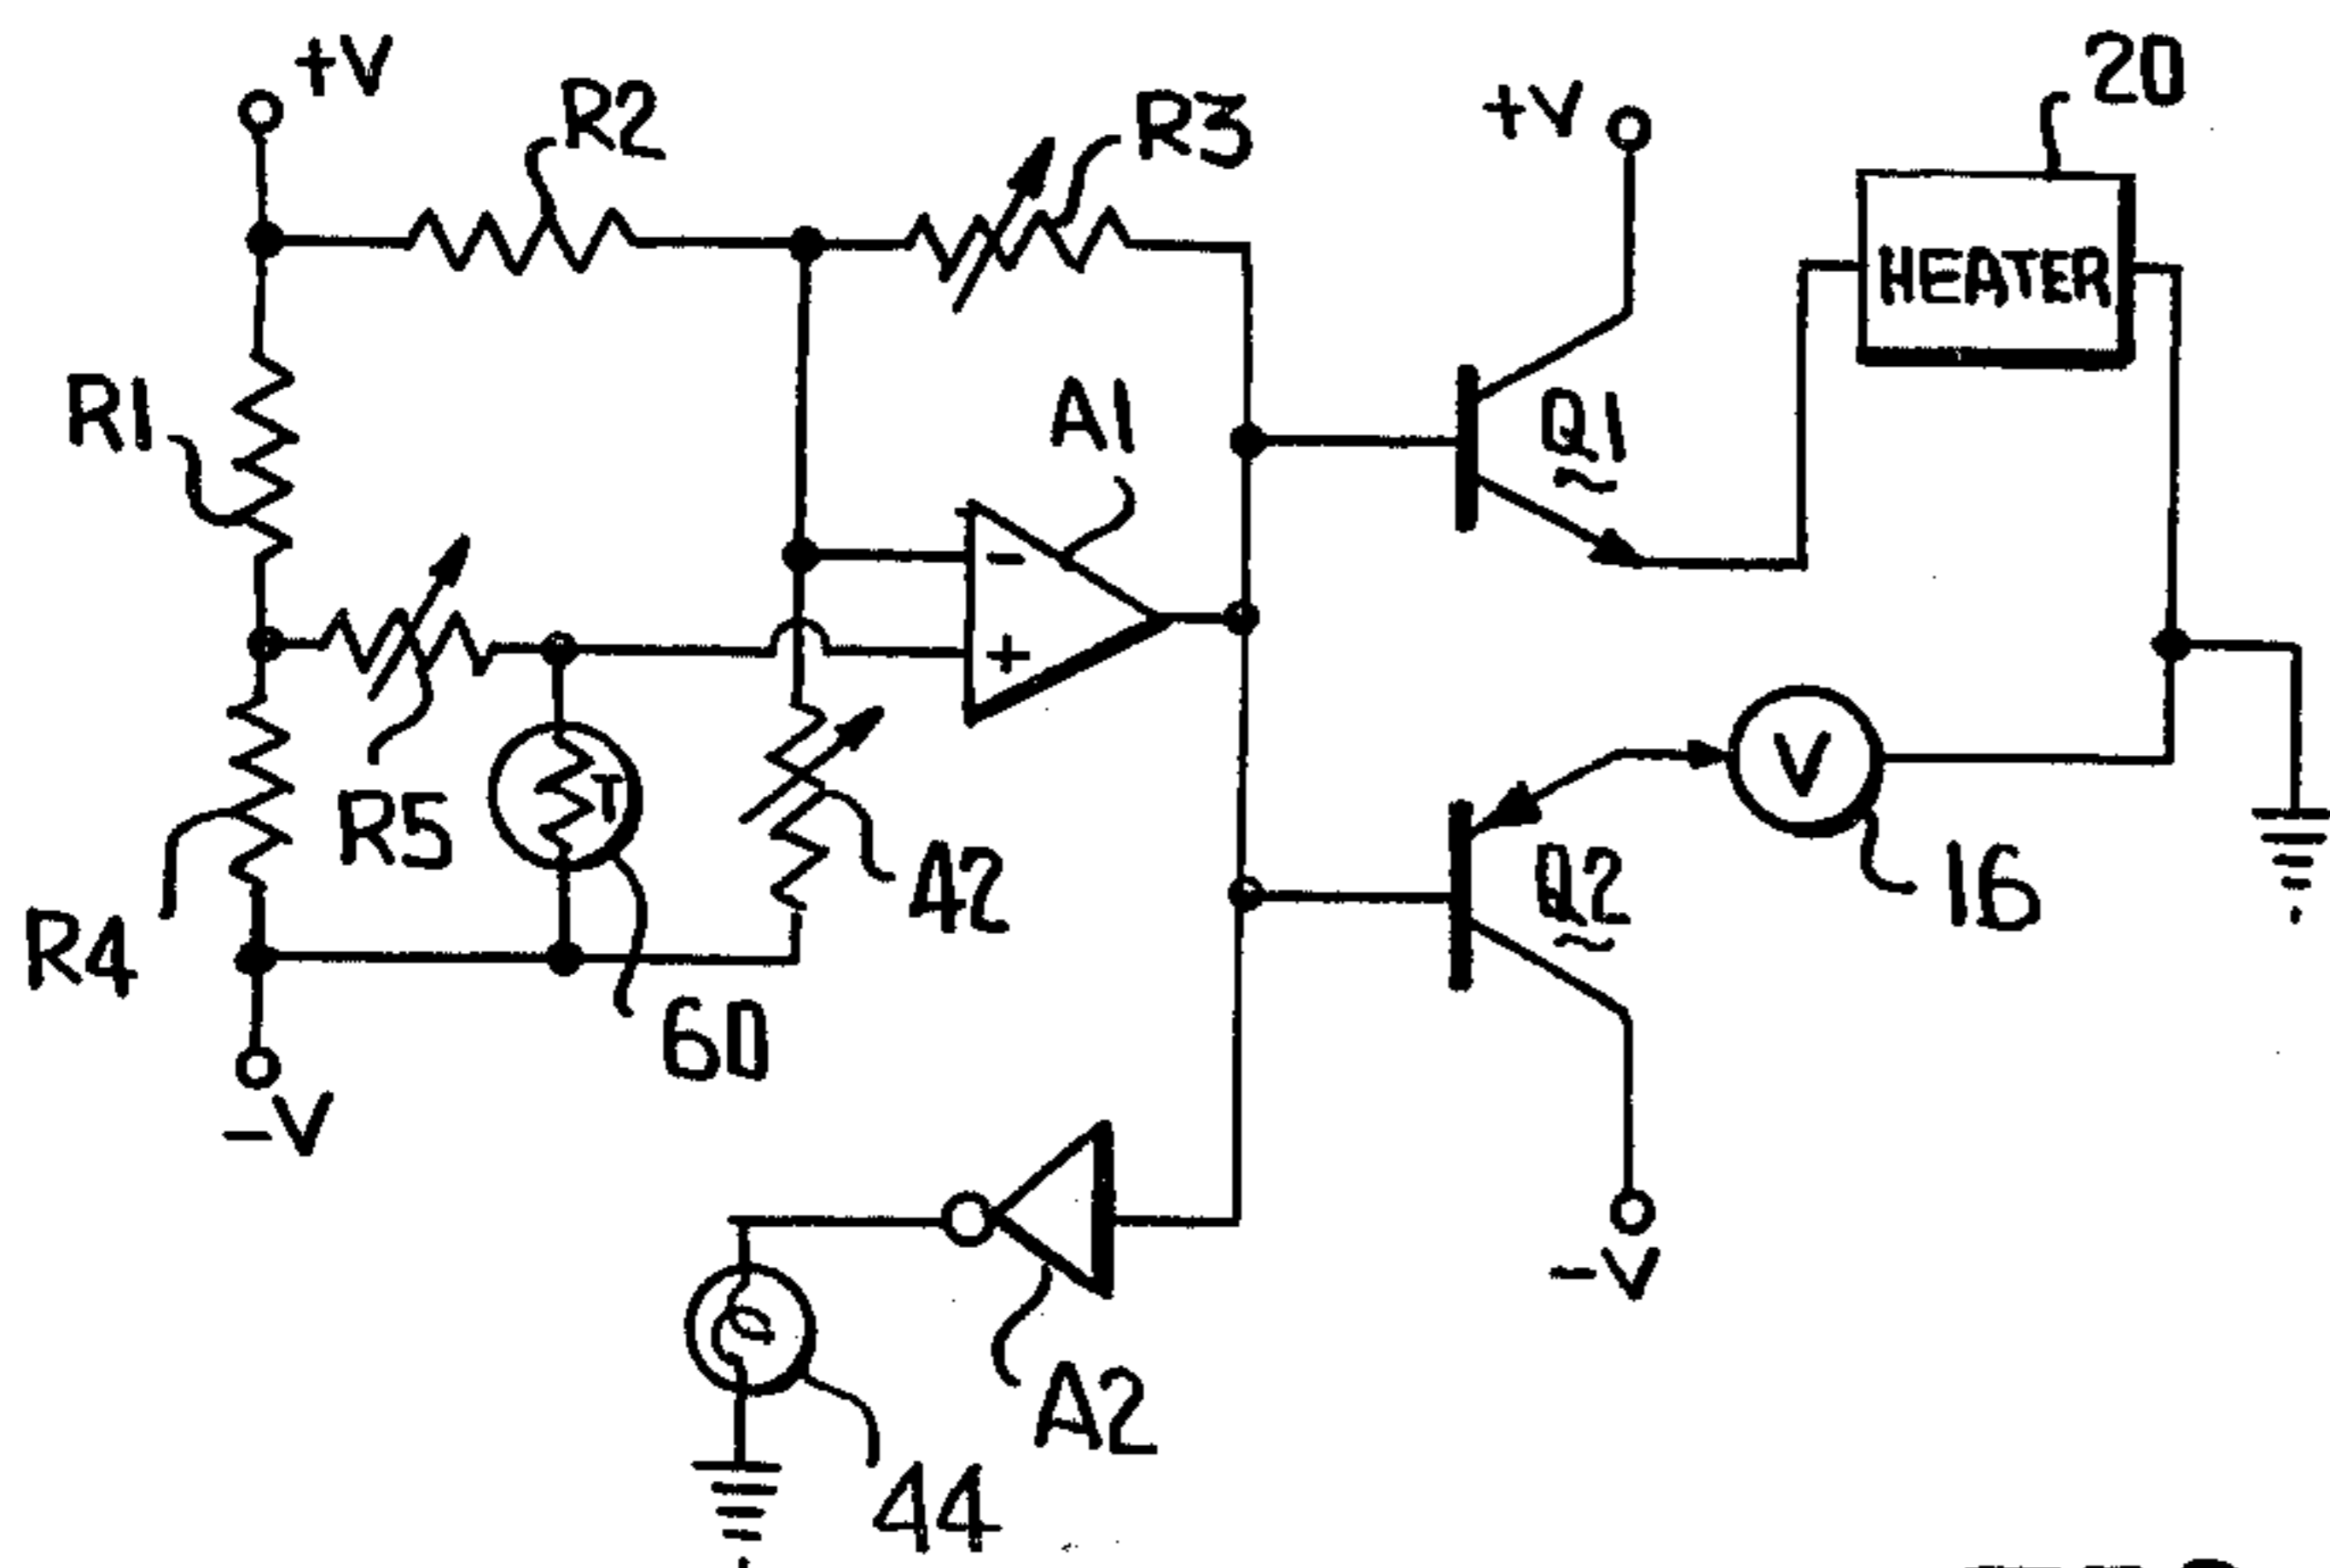 +V
R2
R3
+V
20
HEATER
R1
A1
Q1
-
+
T
R5
42
V
Q2
16
R4
60
-V
-V
A2
44